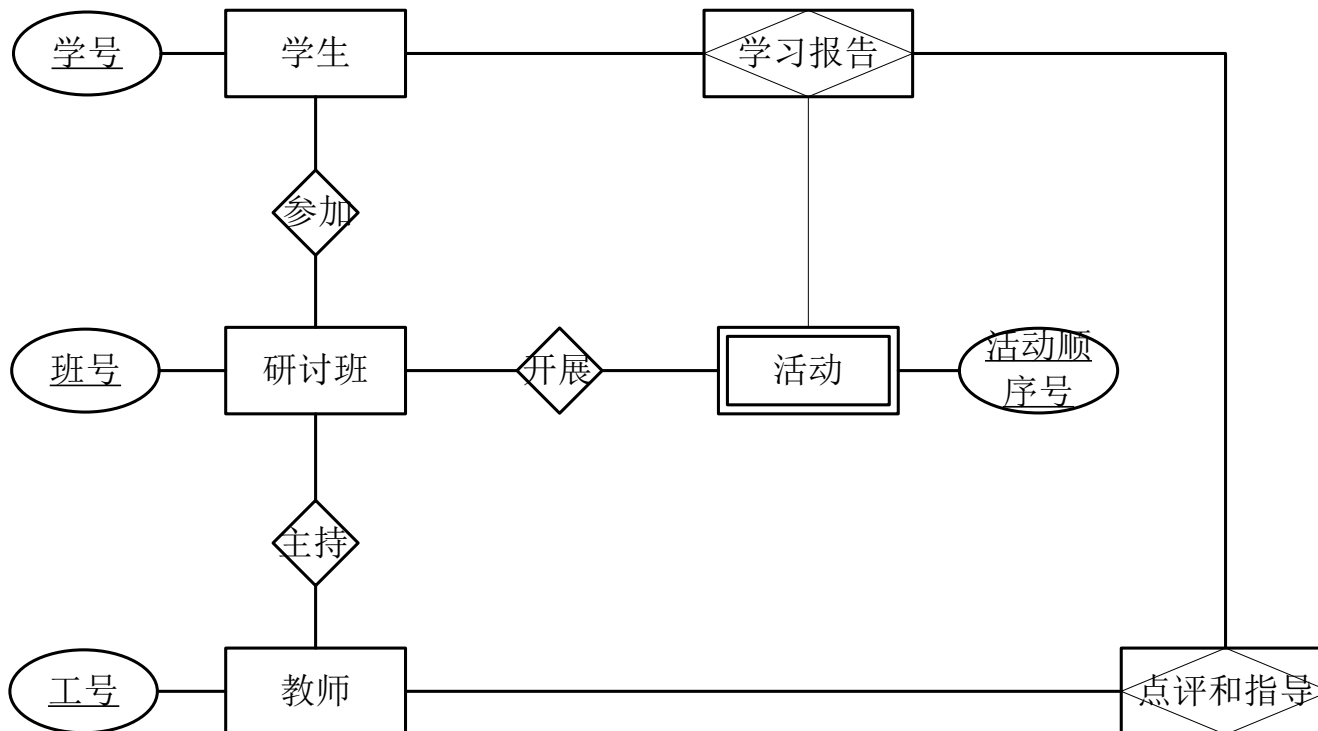 学号
学生
学习报告
参加
班号
研讨班
开展
活动
活动顺
序号
主持
工号
教师
点评和指导